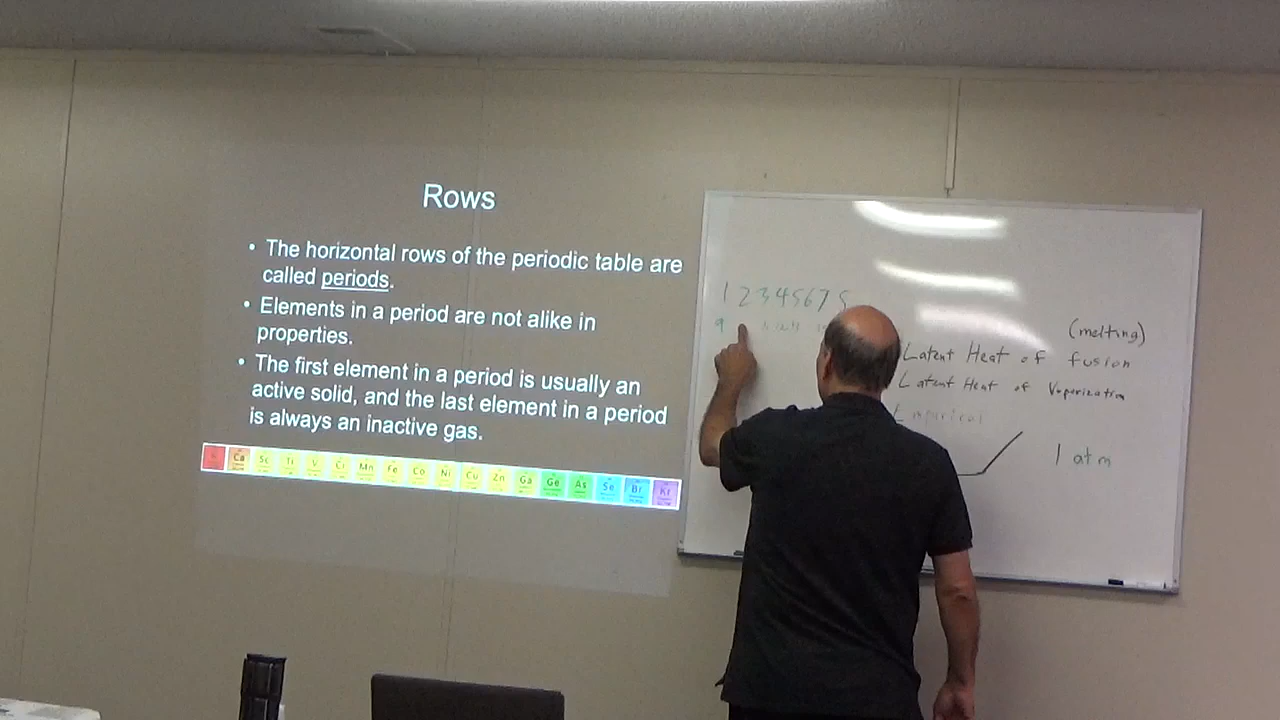 Rows
• The horizontal rows of the periodic table are
called periods.
• Elements in a period are not alike in
properties.
• The first element in a period is usually an
active solid, and the last element in a period
is always an inactive gas.
Ca Sc Ti V Cr Mn Fe Co Ni Cu Zn Ga Ge As Se Br Kr
1 2 3 4 5 6 7
9
(melting)
Latent Heat of fusion
Latent Heat of Vaporization
Emperical
1 atm